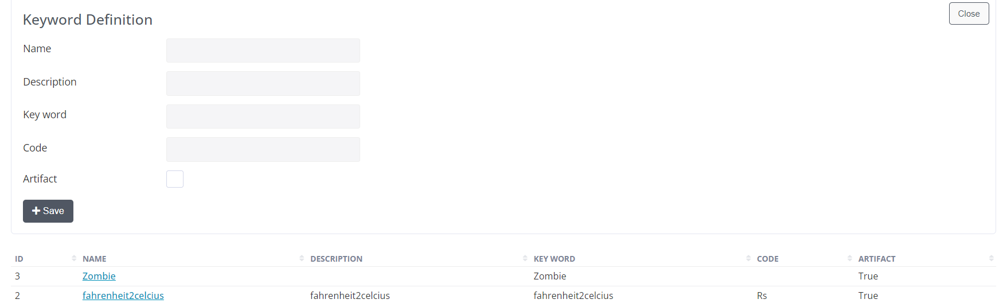 Keyword Definition
Close
Name
Description
Key word
Code
Artifact
Save
ID NAME DESCRIPTION KEY WORD CODE ARTIFACT
3 Zombie Zombie True
2 fahrenheit2celcius fahrenheit2celcius fahrenheit2celcius Rs True